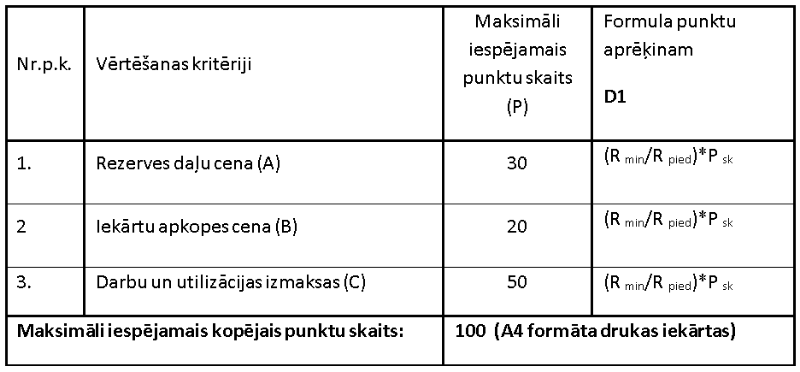 Nr.p.k.
Vērtēšanas kritēriji
Maksimāli
iespējamais
punktu skaits
(P)
Formula punktu
aprēķinam
D1
1.
Rezerves daļu cena (A)
30
(R min/R pied)*P sk
2
Iekārtu apkopes cena (B)
20
(R min/R pied)*P sk
3.
Darbu un utilizācijas izmaksas (C)
50
(R min/R pied)*P sk
Maksimāli iespējamais kopējais punktu skaits:
100 (A4 formāta drukas iekārtas)